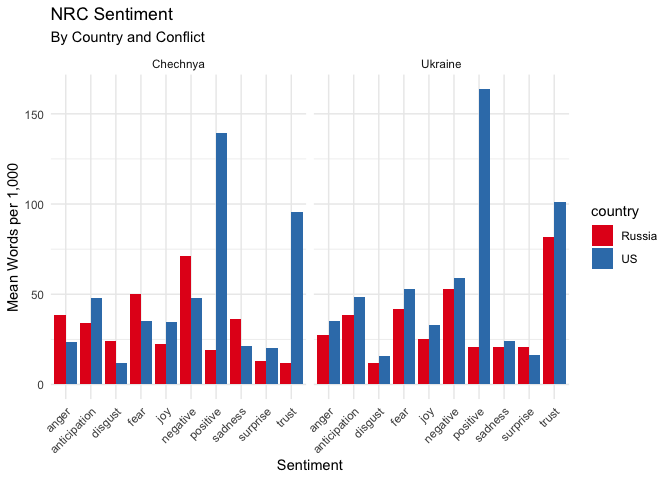 NRC Sentiment
By Country and Conflict
Chechnya
Ukraine
Mean Words per 1,000
150
100
50
0
anger
anticipation
disgust
fear
joy
negative
positive
sadness
surprise
trust
anger
anticipation
disgust
fear
joy
negative
positive
sadness
surprise
trust
Sentiment
country
Russia
US